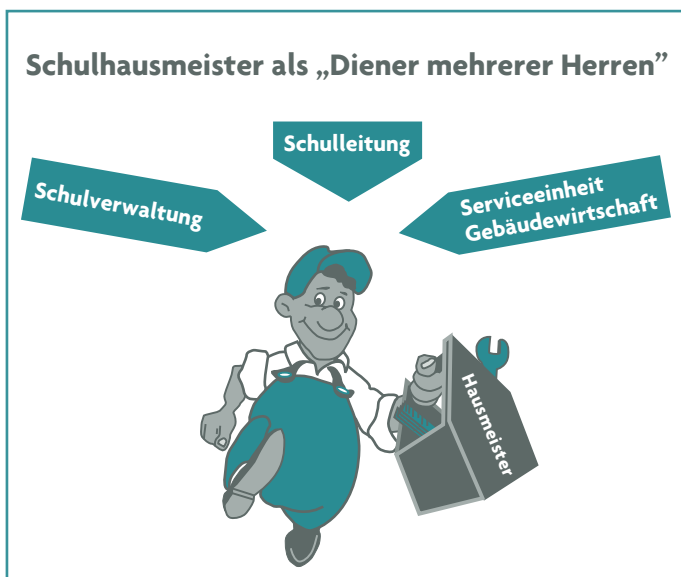 Schulhausmeister als „Diener mehrerer Herren”
Schulleitung
Schulverwaltung
Serviceeinheit
Gebäudewirtschaft
Hausmeister